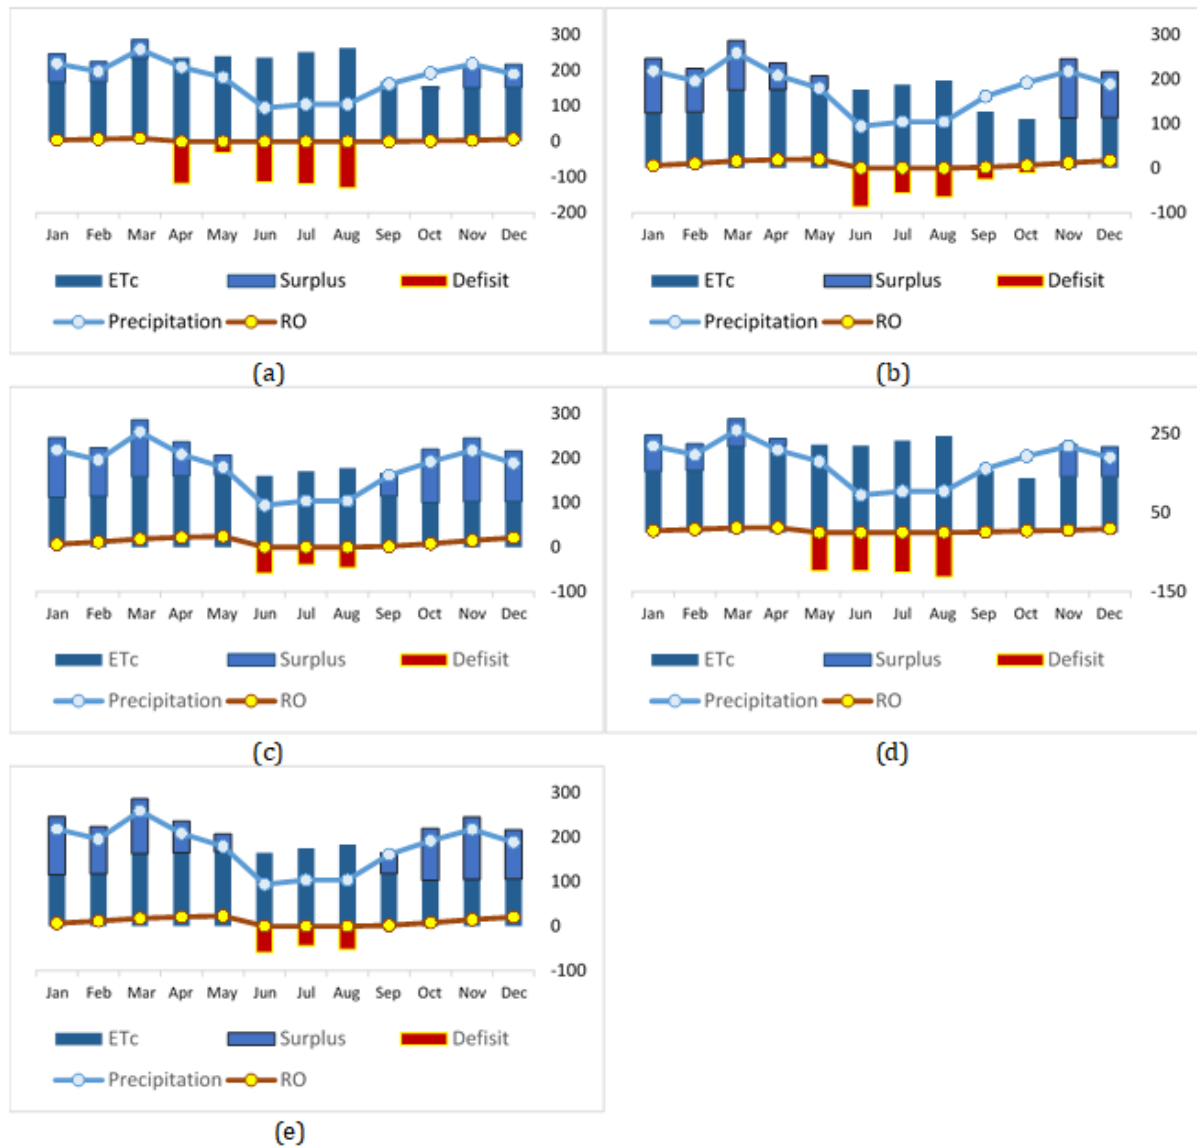 300
200
100
0
-100
-200
Jan Feb Mar Apr May Jun Jul Aug Sep Oct Nov Dec
ETc Surplus Defisit
Precipitation RO
(a)
300
200
100
0
-100
Jan Feb Mar Apr May Jun Jul Aug Sep Oct Nov Dec
ETc Surplus Defisit
Precipitation RO
(b)
300
200
100
0
-100
Jan Feb Mar Apr May Jun Jul Aug Sep Oct Nov Dec
ETc Surplus Defisit
Precipitation RO
(c)
250
50
-150
Jan Feb Mar Apr May Jun Jul Aug Sep Oct Nov Dec
ETc Surplus Defisit
Precipitation RO
(d)
300
200
100
0
-100
Jan Feb Mar Apr May Jun Jul Aug Sep Oct Nov Dec
ETc Surplus Defisit
Precipitation RO
(e)